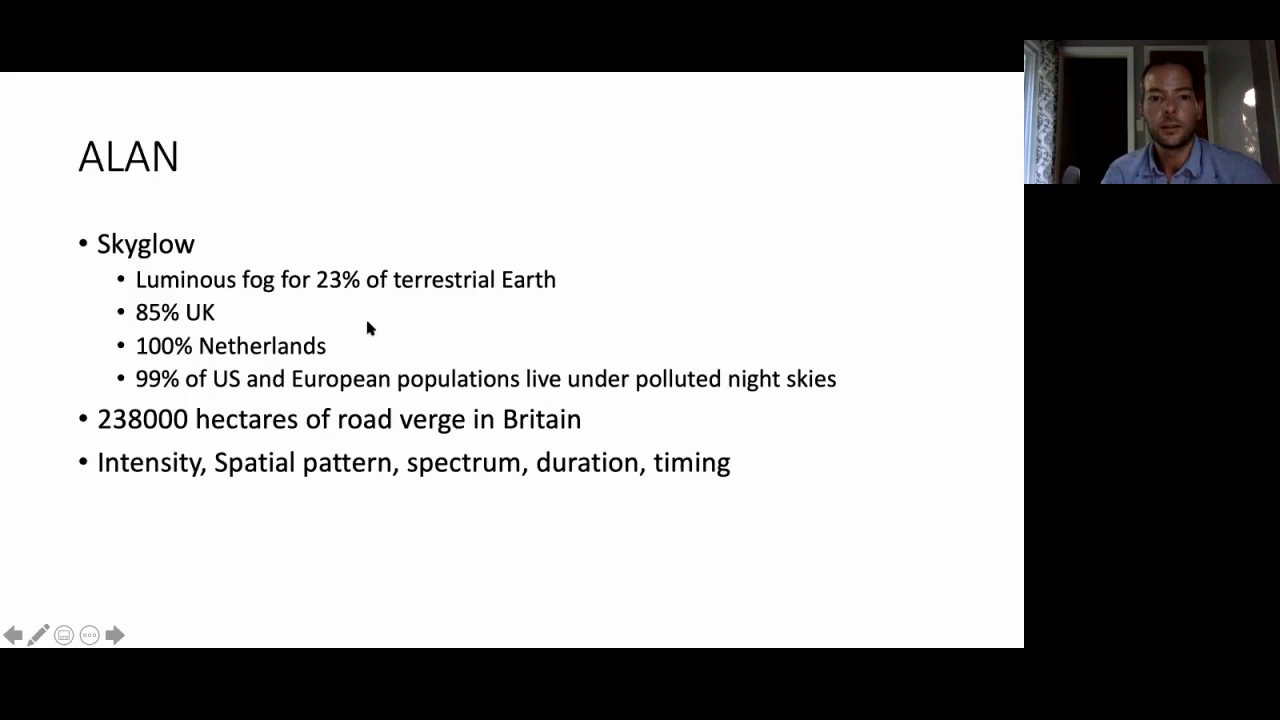 ALAN
• Skyglow
• Luminous fog for 23% of terrestrial Earth
• 85% UK
• 100% Netherlands
• 99% of US and European populations live under polluted night skies
• 238000 hectares of road verge in Britain
• Intensity, Spatial pattern, spectrum, duration, timing